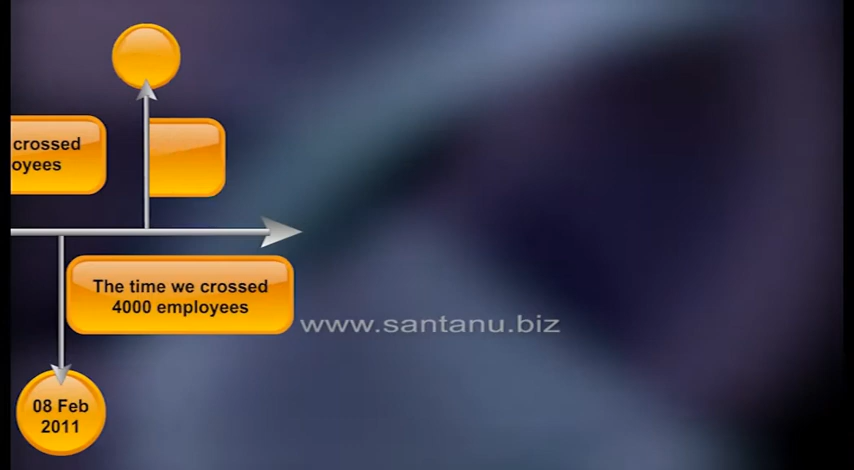 crossed
oyees
The time we crossed
4000 employees
www.santanu.biz
08 Feb
2011